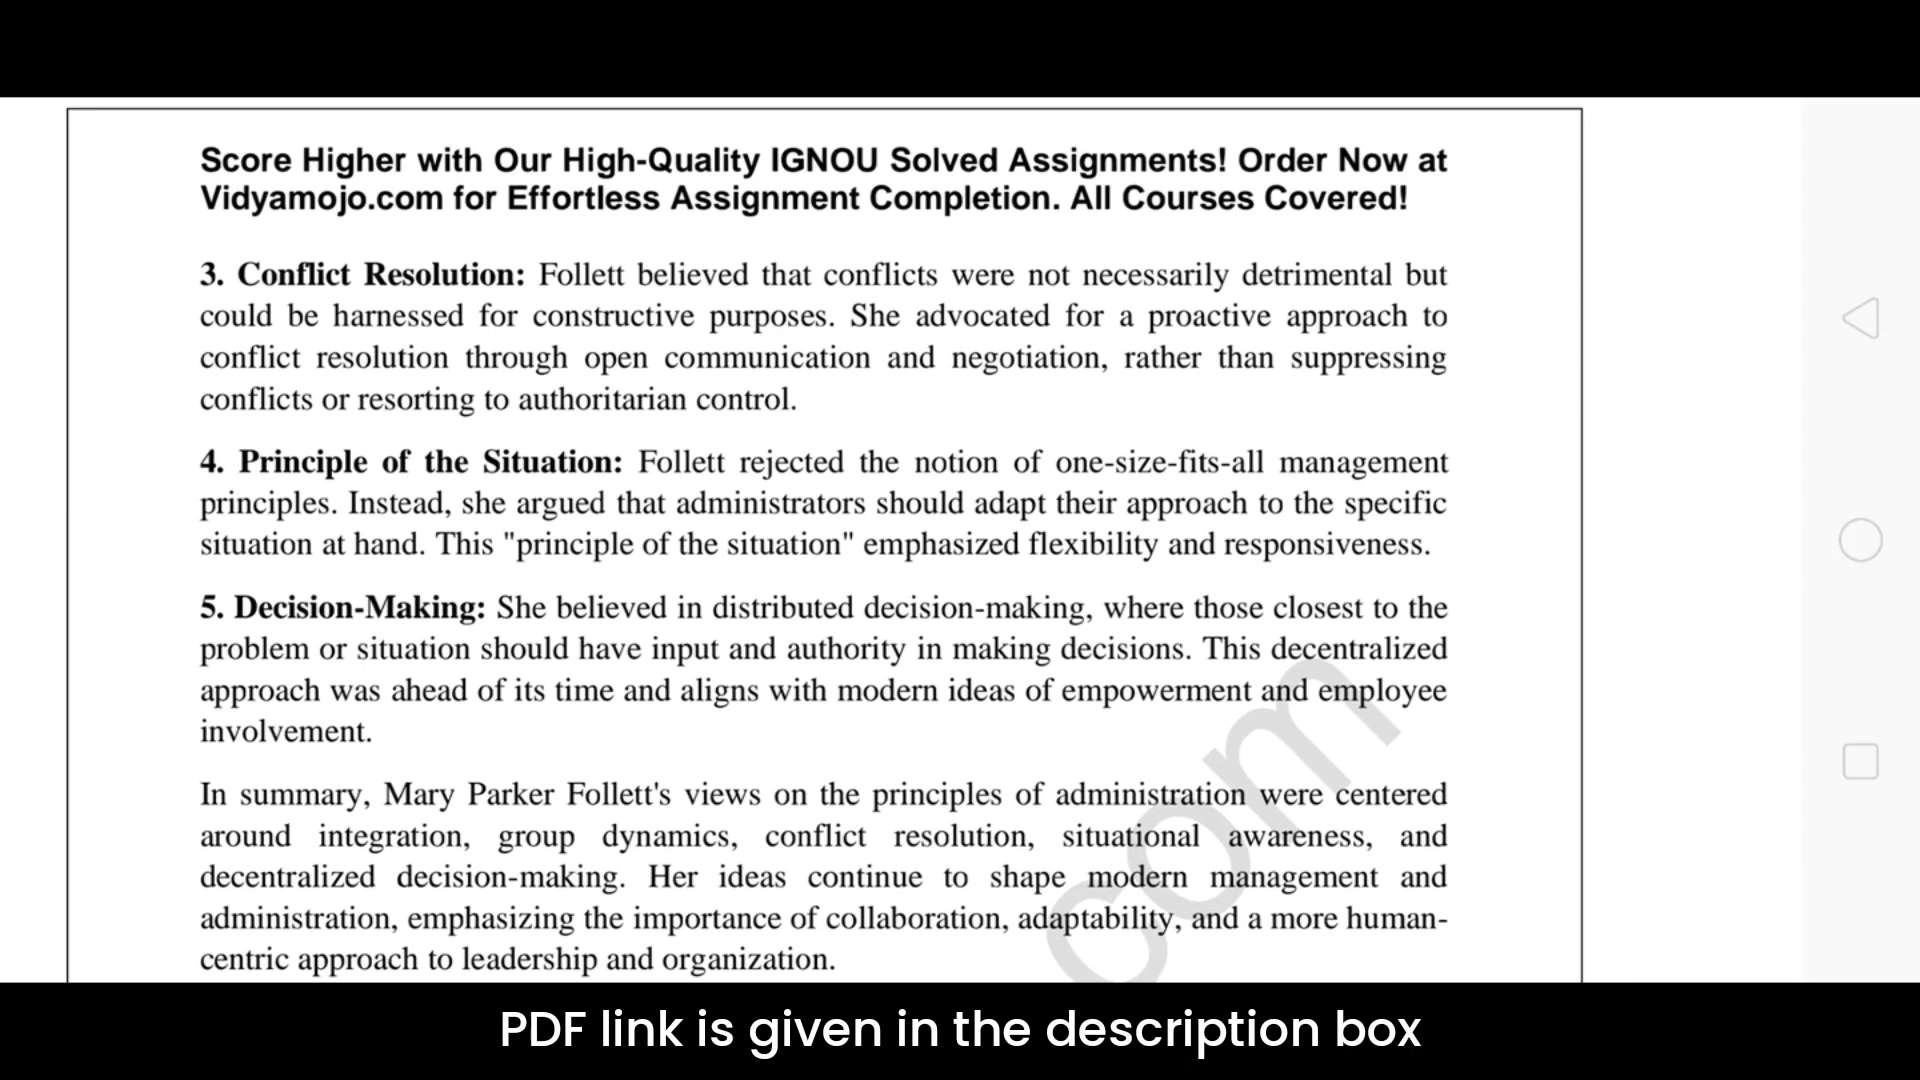 Score Higher with Our High-Quality IGNOU Solved Assignments! Order Now at
Vidyamojo.com for Effortless Assignment Completion. All Courses Covered!
3. Conflict Resolution: Follett believed that conflicts were not necessarily detrimental but
could be harnessed for constructive purposes. She advocated for a proactive approach to
conflict resolution through open communication and negotiation, rather than suppressing
conflicts or resorting to authoritarian control.
4. Principle of the Situation: Follett rejected the notion of one-size-fits-all management
principles. Instead, she argued that administrators should adapt their approach to the specific
situation at hand. This "principle of the situation" emphasized flexibility and responsiveness.
5. Decision-Making: She believed in distributed decision-making, where those closest to the
problem or situation should have input and authority in making decisions. This decentralized
approach was ahead of its time and aligns with modern ideas of empowerment and employee
involvement.
In summary, Mary Parker Follett's views on the principles of administration were centered
around integration, group dynamics, conflict resolution, situational awareness, and
decentralized decision-making. Her ideas continue to shape modern management and
administration, emphasizing the importance of collaboration, adaptability, and a more human-
centric approach to leadership and organization.
com
PDF link is given in the description box